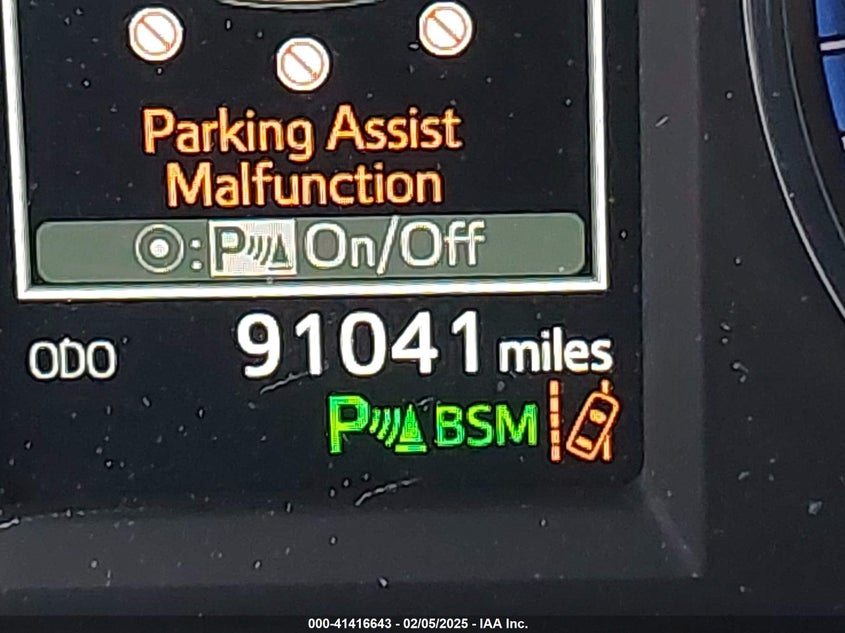 Parking Assist
Malfunction
: P On/Off
ODO 91041 miles
P BSM
000-41416643 - 02/05/2025 - IAA Inc.